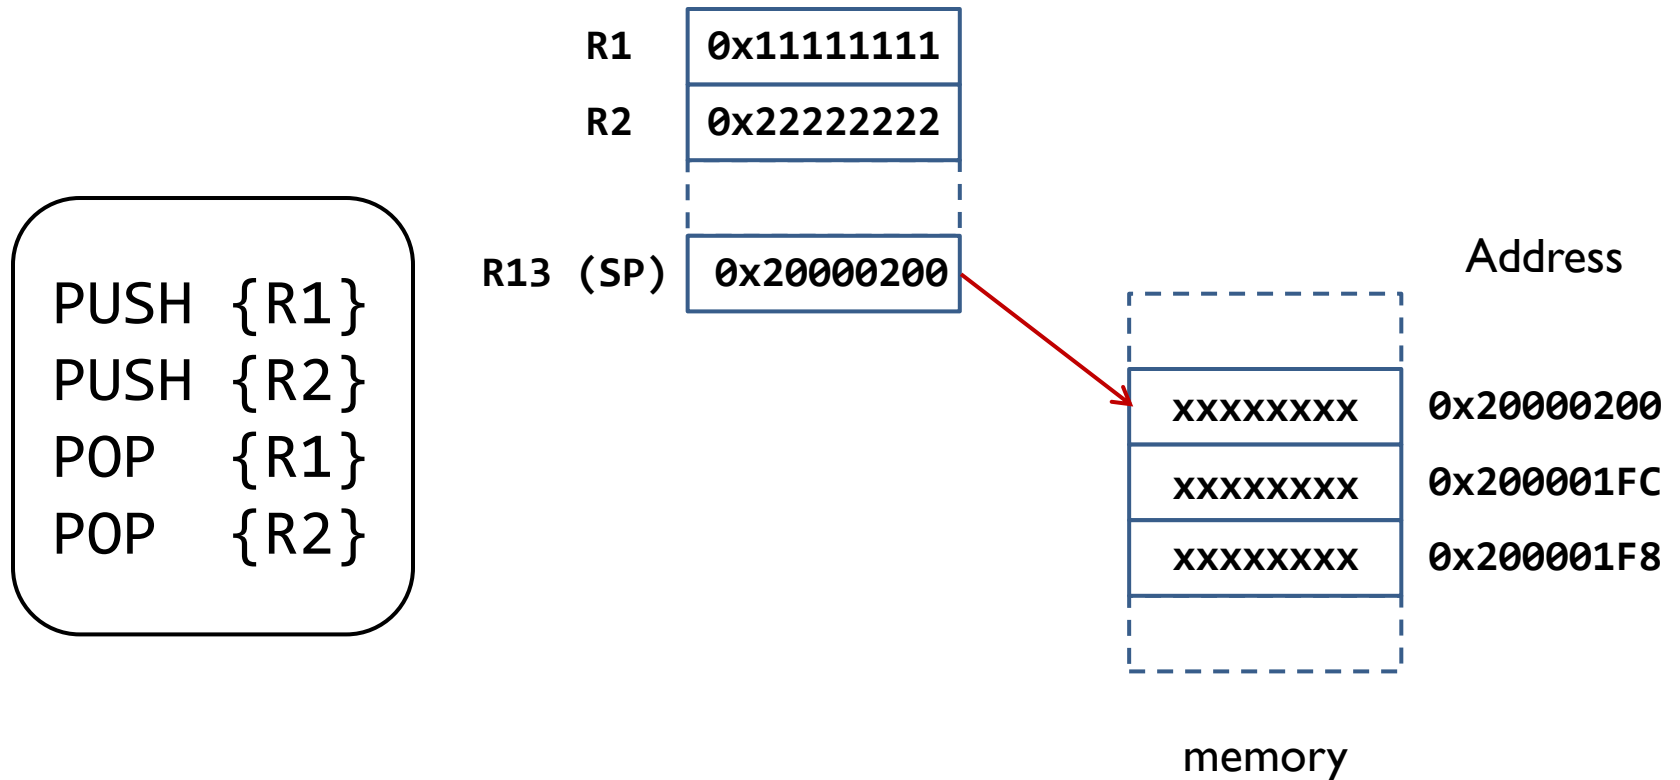 R1 0x11111111
R2 0x22222222
R13 (SP) 0x20000200
PUSH {R1}
PUSH {R2}
POP {R1}
POP {R2}
Address
xxxxxxxx 0x20000200
xxxxxxxx 0x200001FC
xxxxxxxx 0x200001F8
memory